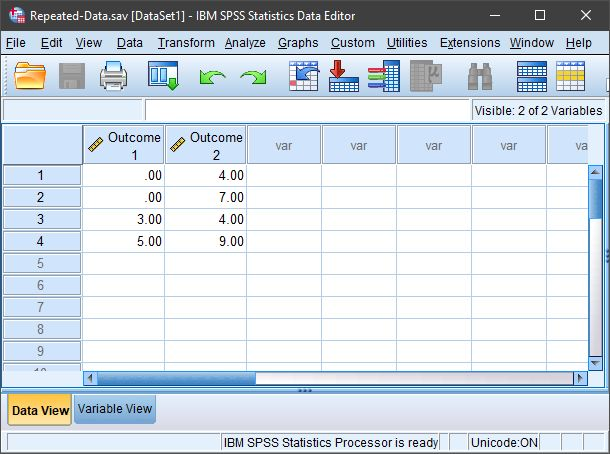 Repeated-Data.sav [DataSet1] - IBM SPSS Statistics Data Editor
File Edit View Data Transform Analyze Graphs Custom Utilities Extensions Window Help
Visible: 2 of 2 Variables
Outcome 1 Outcome 2 var var var var
1 .00 4.00
2 .00 7.00
3 3.00 4.00
4 5.00 9.00
5
6
7
8
9
Data View Variable View
IBM SPSS Statistics Processor is ready Unicode:ON